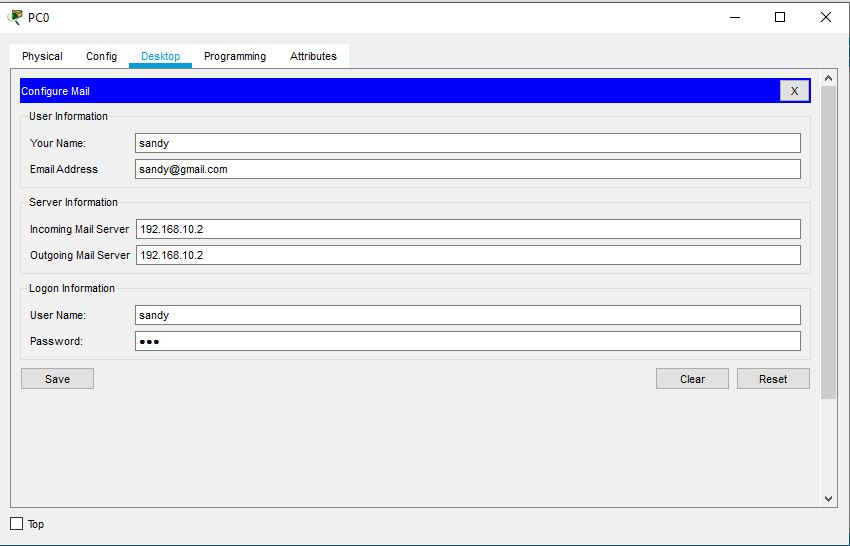 PC0
Physical Config Desktop Programming Attributes
Configure Mail X
User Information
Your Name: sandy
Email Address sandy@gmail.com
Server Information
Incoming Mail Server 192.168.10.2
Outgoing Mail Server 192.168.10.2
Logon Information
User Name: sandy
Password: ●●●
Save Clear Reset
Top